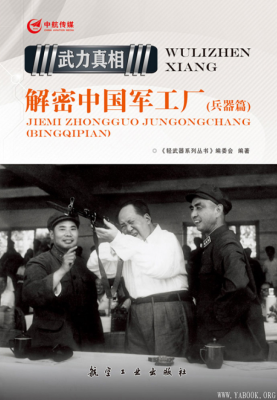 中航传媒
武力真相
WULIZHEN
XIANG
解密中国军工厂(兵器篇)
JIEMI ZHONGGUO JUNGONGCHANG
(BINGQIPIAN)
◎《轻武器系列丛书》编委会 编著
航空工业出版社
WWW.YABOOK.ORG